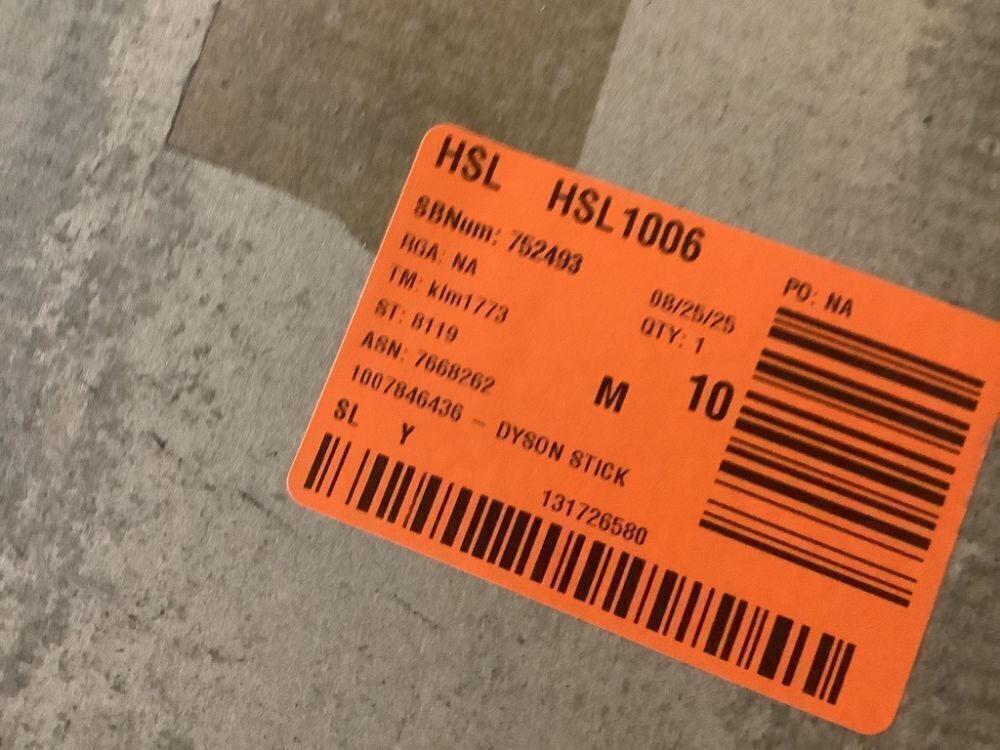 HSL HSL1006
SBNum: 752493
RGA: NA
TM: klm1773
ST: 8119
ASN: 7668262
08/25/25
QTY: 1
PO: NA
M 10
1007846436 - DYSON STICK
SL Y
131726580